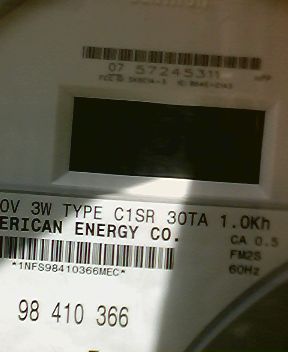 07 57245311
0V 3W TYPE C1SR 30TA 1.0Kh
ERICAN ENERGY CO.
CA 0.5
FM2S
60Hz
*1NFS98410366MEC*
98 410 366